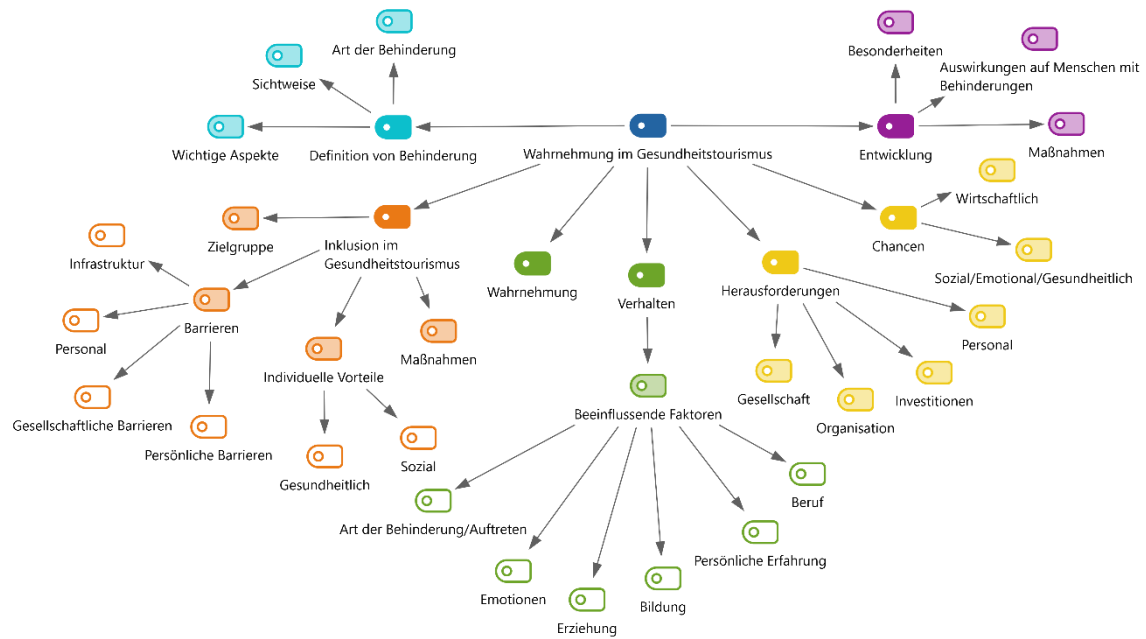 Art der Behinderung
Besonderheiten
Auswirkungen auf Menschen mit
Behinderungen
Sichtweise
Wichtige Aspekte
Definition von Behinderung
Wahrnehmung im Gesundheitstourismus
Entwicklung
Maßnahmen
Wirtschaftlich
Zielgruppe
Inklusion im
Gesundheitstourismus
Chancen
Infrastruktur
Sozial/Emotional/Gesundheitlich
Wahrnehmung
Verhalten
Herausforderungen
Barrieren
Personal
Personal
Maßnahmen
Individuelle Vorteile
Gesellschaft
Investitionen
Gesellschaftliche Barrieren
Beeinflussende Faktoren
Organisation
Persönliche Barrieren
Sozial
Gesundheitlich
Beruf
Art der Behinderung/Auftreten
Persönliche Erfahrung
Emotionen
Bildung
Erziehung